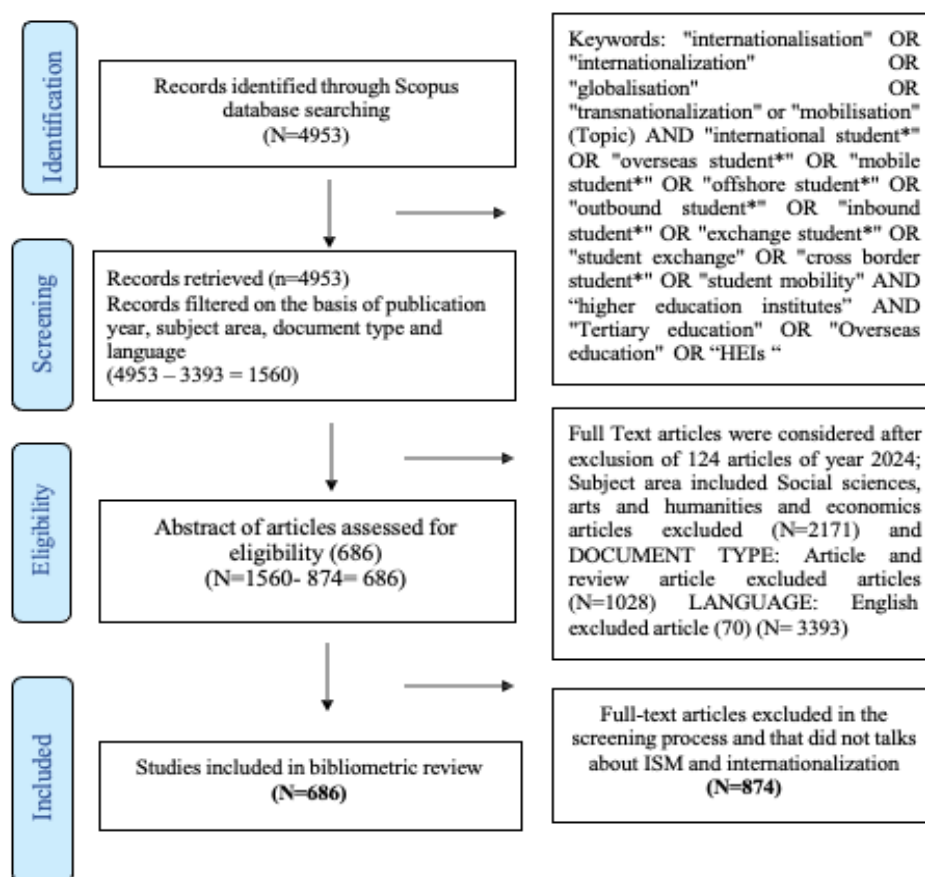 Identification
Records identified through Scopus
database searching
(N=4953)
Keywords: "internationalisation" OR
"internationalization" OR
"globalisation" OR
"transnationalization" or "mobilisation"
(Topic) AND "international student*"
OR "overseas student*" OR "mobile
student*" OR "offshore student*" OR
"outbound student*" OR "inbound
student*" OR "exchange student*" OR
"student exchange" OR "cross border
student*" OR "student mobility" AND
“higher education institutes” AND
"Tertiary education" OR "Overseas
education" OR “HEIs “
Screening
Records retrieved (n=4953)
Records filtered on the basis of publication
year, subject area, document type and
language
(4953 – 3393 = 1560)
Eligibility
Abstract of articles assessed for
eligibility (686)
(N=1560- 874= 686)
Full Text articles were considered after
exclusion of 124 articles of year 2024;
Subject area included Social sciences,
arts and humanities and economics
articles excluded (N=2171) and
DOCUMENT TYPE: Article and
review article excluded articles
(N=1028) LANGUAGE: English
excluded article (70) (N= 3393)
Included
Studies included in bibliometric review
(N=686)
Full-text articles excluded in the
screening process and that did not talks
about ISM and internationalization
(N=874)